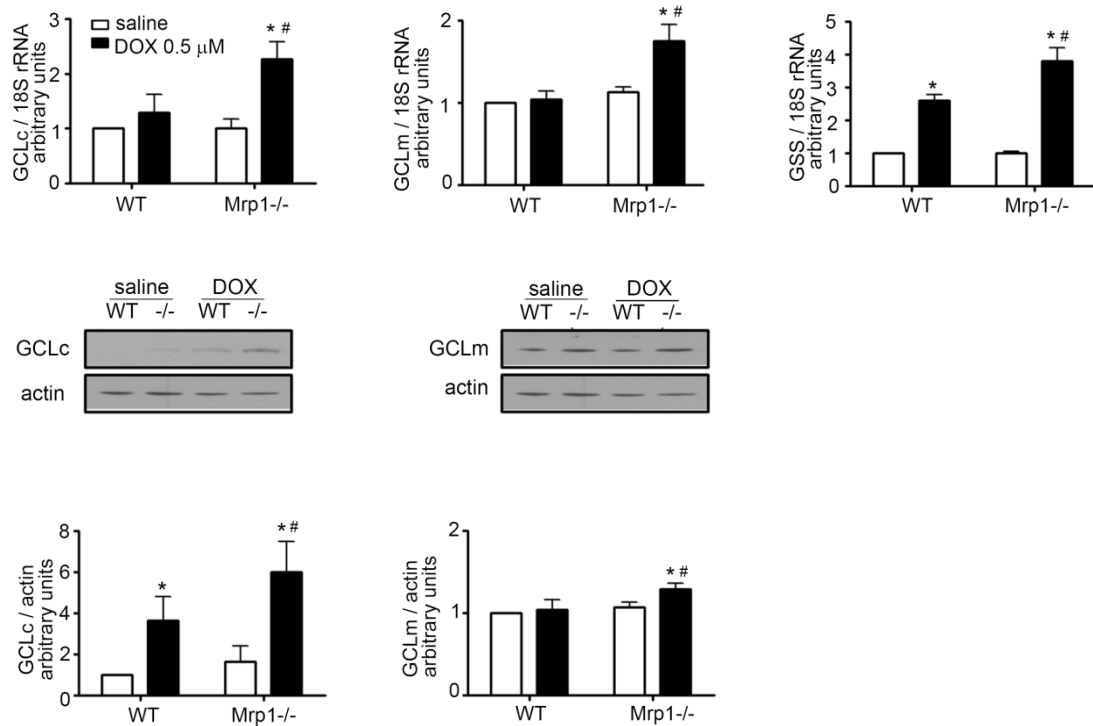 GCLc / 18S rRNA
arbitrary units
3
2
1
0
saline
DOX 0.5 μM
* #
WT
Mrp1-/-
GCLm / 18S rRNA
arbitrary units
2
1
0
* #
WT
Mrp1-/-
GSS / 18S rRNA
arbitrary units
5
4
3
2
1
0
*
* #
WT
Mrp1-/-
saline DOX
WT -/- WT -/-
GCLc
actin
saline DOX
WT -/- WT -/-
GCLm
actin
GCLc / actin
arbitrary units
8
6
4
2
0
*
* #
WT
Mrp1-/-
GCLm / actin
arbitrary units
2
1
0
* #
WT
Mrp1-/-